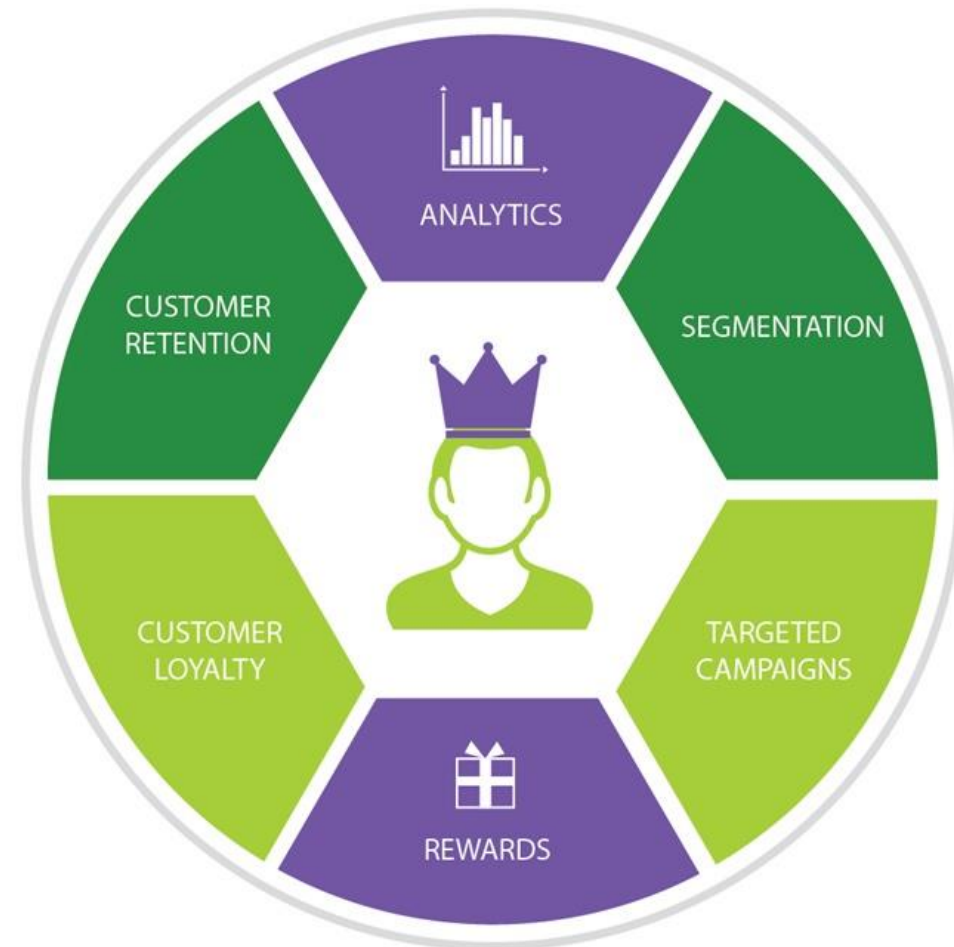 ANALYTICS
SEGMENTATION
TARGETED
CAMPAIGNS
REWARDS
CUSTOMER
LOYALTY
CUSTOMER
RETENTION